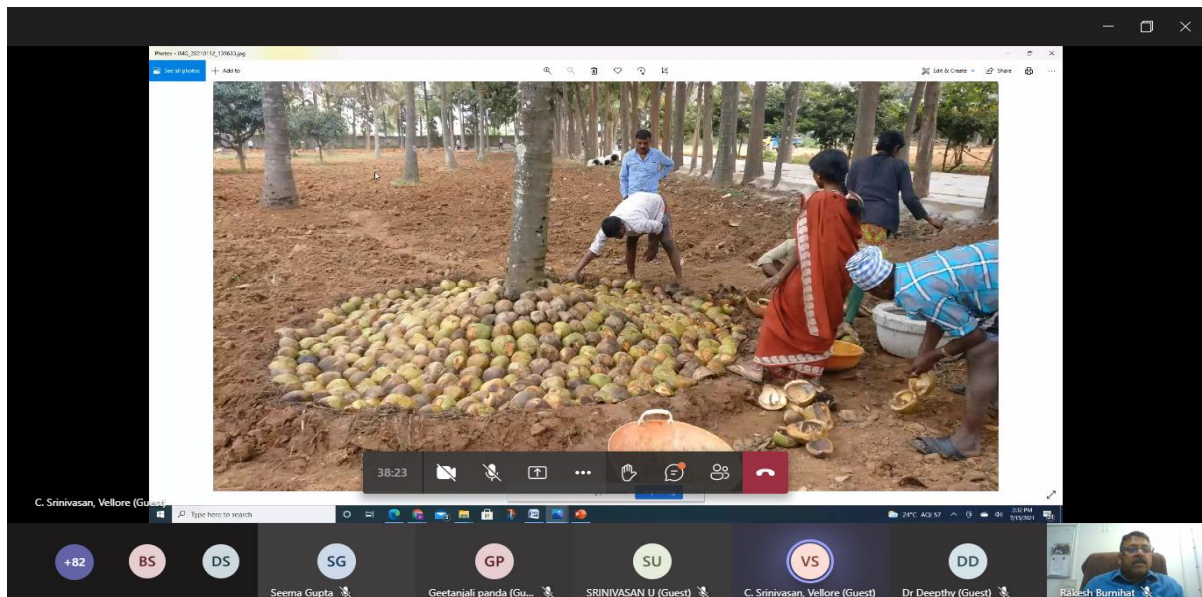 Photos - IMG_20210112_135633.jpg
See all photos
Add to
Edit & Create
Share
38:23
C. Srinivasan, Vellore (Guest)
Type here to search
24°C AQI 57
2:32 PM
7/15/2021
+82
BS
DS
SG
Seema Gupta
GP
Geetanjali panda (Gu...
SU
SRINIVASAN U (Guest)
VS
C. Srinivasan, Vellore (Guest)
DD
Dr Deepthy (Guest)
Rakesh Burnihat